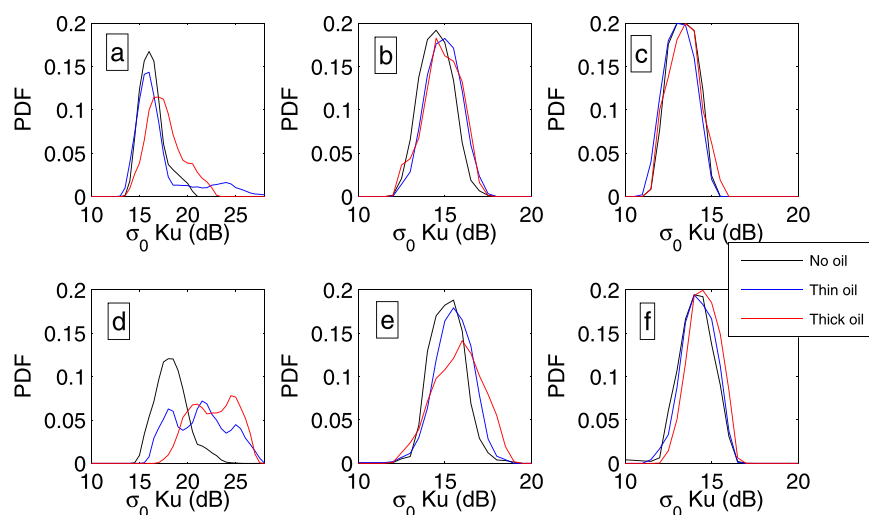 0.2 0.2 0.2
a b c
0.15 0.15 0.15
PDF PDF PDF
0.1 0.1 0.1
0.05 0.05 0.05
0 0 0
10 15 20 25 10 15 20 10 15 20
σ0 Ku (dB) σ0 Ku (dB) σ0 Ku (dB)
No oil
Thin oil
Thick oil
0.2 0.2 0.2
d e f
0.15 0.15 0.15
PDF PDF PDF
0.1 0.1 0.1
0.05 0.05 0.05
0 0 0
10 15 20 25 10 15 20 10 15 20
σ0 Ku (dB) σ0 Ku (dB) σ0 Ku (dB)